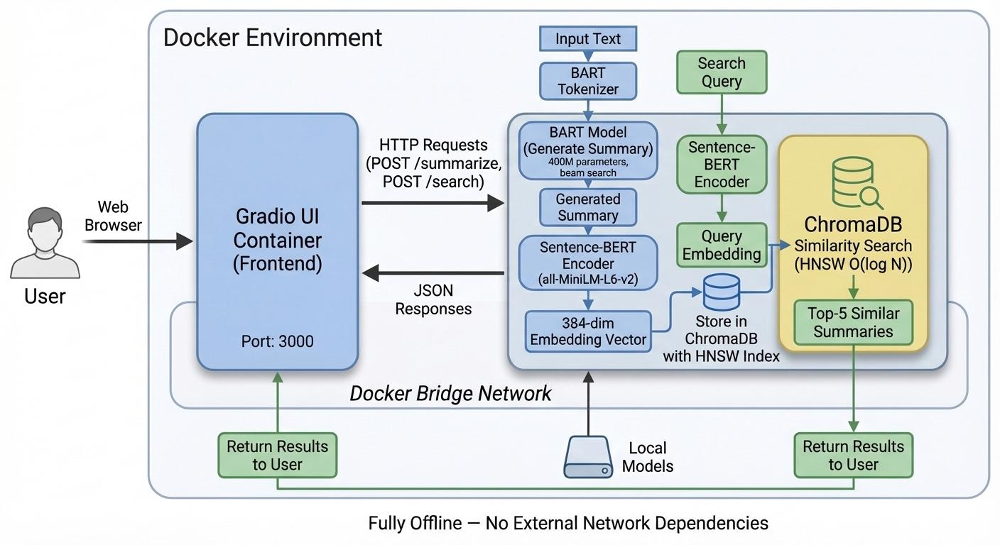 Docker Environment
User
Web
Browser
Gradio UI
Container
(Frontend)
Port: 3000
HTTP Requests
(POST /summarize,
POST /search)
JSON
Responses
Input Text
BART
Tokenizer
BART Model
(Generate Summary)
400M parameters,
beam search
Generated
Summary
Sentence-BERT
Encoder
(all-MiniLM-L6-v2)
384-dim
Embedding Vector
Search
Query
Sentence-
BERT
Encoder
Query
Embedding
Store in
ChromaDB
with HNSW Index
ChromaDB
Similarity Search
(HNSW O(log N))
Top-5 Similar
Summaries
Docker Bridge Network
Return Results
to User
Local
Models
Return Results
to User
Fully Offline — No External Network Dependencies